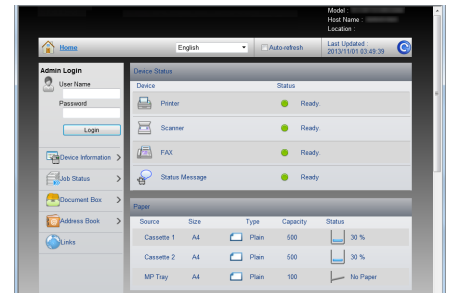 Model :
Host Name :
Location :
Home
English
Auto-refresh
Last Updated :
2013/11/01 03:49:39
Admin Login
User Name
Password
Login
Device Information
Job Status
Document Box
Address Book
Links
Device Status
Device Status
Printer Ready.
Scanner Ready.
FAX Ready.
Status Message Ready.
Paper
Source Size Type Capacity Status
Cassette 1 A4 Plain 500 30 %
Cassette 2 A4 Plain 500 30 %
MP Tray A4 Plain 100 No Paper